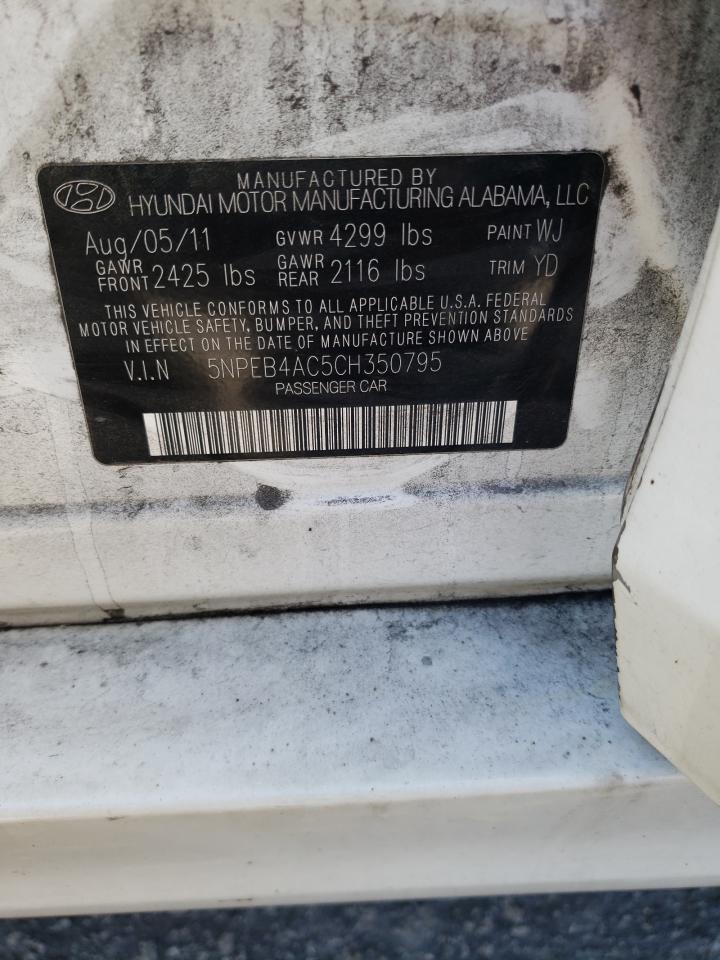 MANUFACTURED BY
HYUNDAI MOTOR MANUFACTURING ALABAMA, LLC
Aug/05/11 GVWR 4299 lbs PAINT WJ
GAWR FRONT 2425 lbs GAWR REAR 2116 lbs TRIM YD
THIS VEHICLE CONFORMS TO ALL APPLICABLE U.S.A. FEDERAL
MOTOR VEHICLE SAFETY, BUMPER, AND THEFT PREVENTION STANDARDS
IN EFFECT ON THE DATE OF MANUFACTURE SHOWN ABOVE
V.I.N 5NPEB4AC5CH350795
PASSENGER CAR